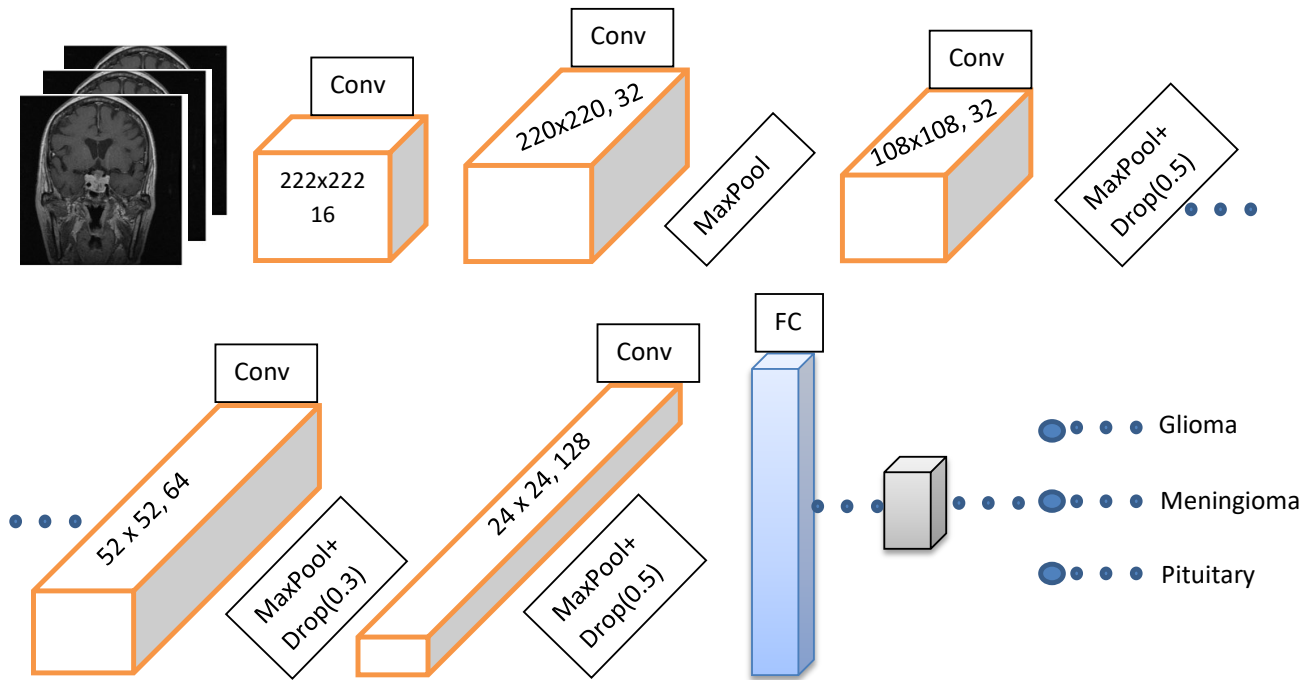 Conv
222x222
16
Conv
220x220, 32
MaxPool
Conv
108x108, 32
MaxPool+
Drop(0.5)
Conv
52 x 52, 64
MaxPool+
Drop(0.3)
Conv
24 x 24, 128
MaxPool+
Drop(0.5)
FC
Glioma
Meningioma
Pituitary